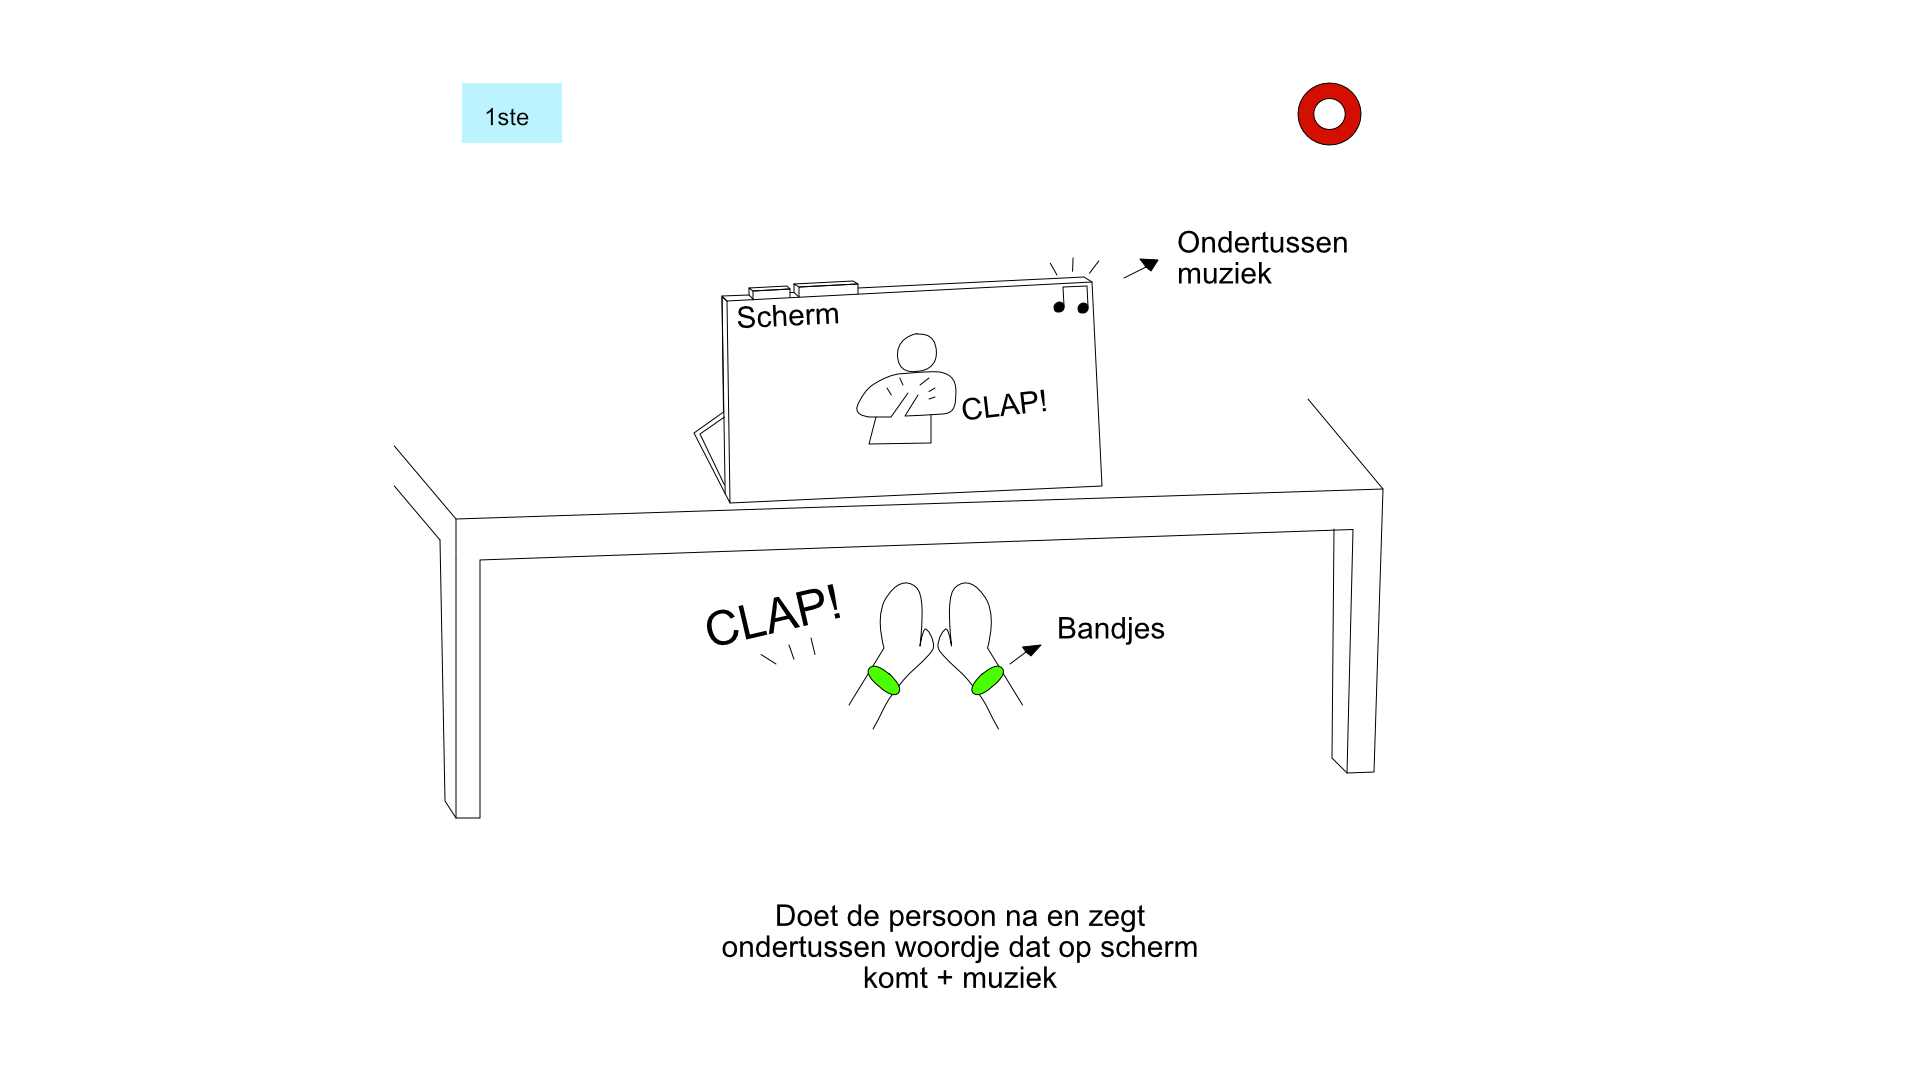 1ste
Ondertussen
muziek
Scherm
CLAP!
CLAP!
Bandjes
Doet de persoon na en zegt
ondertussen woordje dat op scherm
komt + muziek